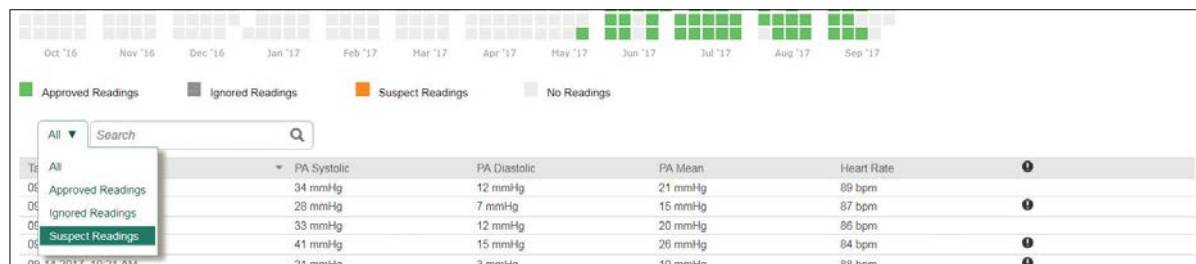 Oct '16 Nov '16 Dec '16 Jan '17 Feb '17 Mar '17 Apr '17 May '17 Jun '17 Jul '17 Aug '17 Sep '17
Approved Readings Ignored Readings Suspect Readings No Readings
All ▼ Search
PA Systolic PA Diastolic PA Mean Heart Rate
All
Approved Readings
Ignored Readings
Suspect Readings
34 mmHg 12 mmHg 21 mmHg 89 bpm
28 mmHg 7 mmHg 15 mmHg 87 bpm
33 mmHg 12 mmHg 20 mmHg 86 bpm
41 mmHg 15 mmHg 26 mmHg 84 bpm